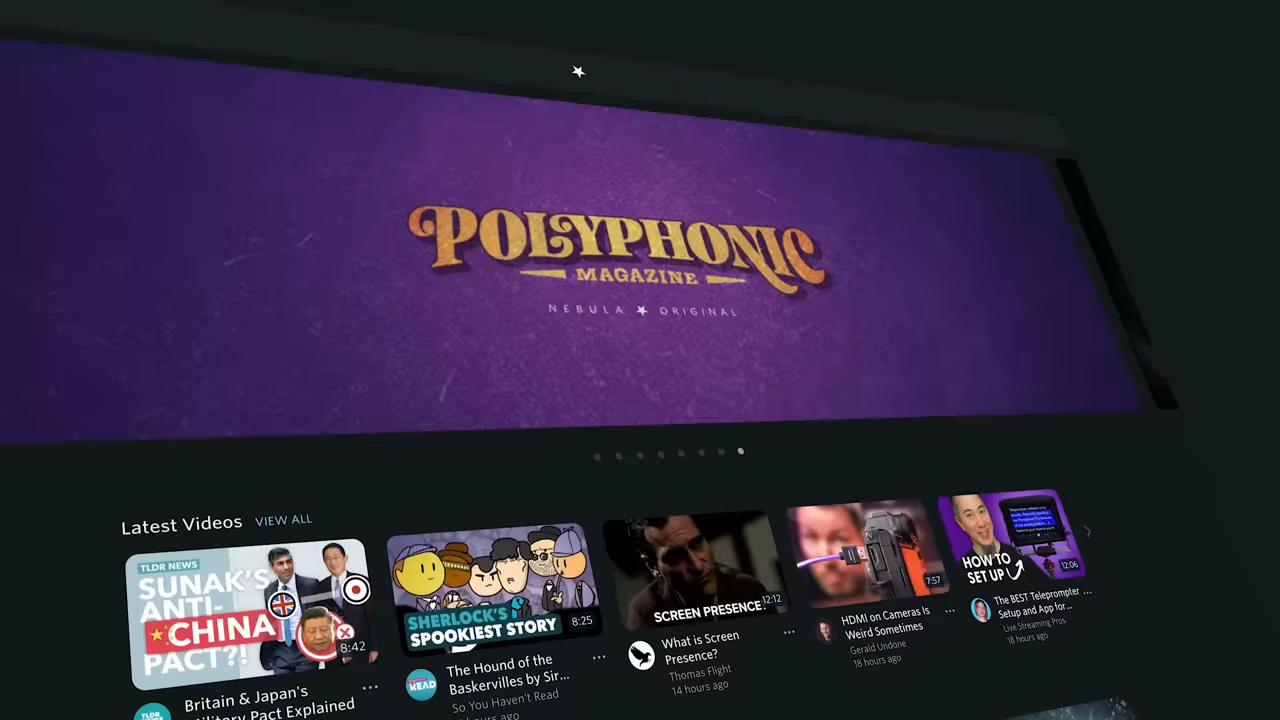 POLYPHONIC
MAGAZINE
NEBULA ORIGINAL
Latest Videos VIEW ALL
TLDR NEWS
SUNAK'S
ANTI-
CHINA
PACT?!
8:42
Britain & Japan's
Military Pact Explained
SHERLOCK'S
SPOOKIEST STORY
8:25
The Hound of the
Baskervilles by Sir...
So You Haven't Read
hours ago
SCREEN PRESENCE
12:12
What is Screen
Presence?
Thomas Flight
14 hours ago
7:57
HDMI on Cameras Is
Weird Sometimes
Gerald Undone
18 hours ago
HOW TO
SET UP
12:06
The BEST Teleprompter
Setup and App for...
Live Streaming Pros
18 hours ago